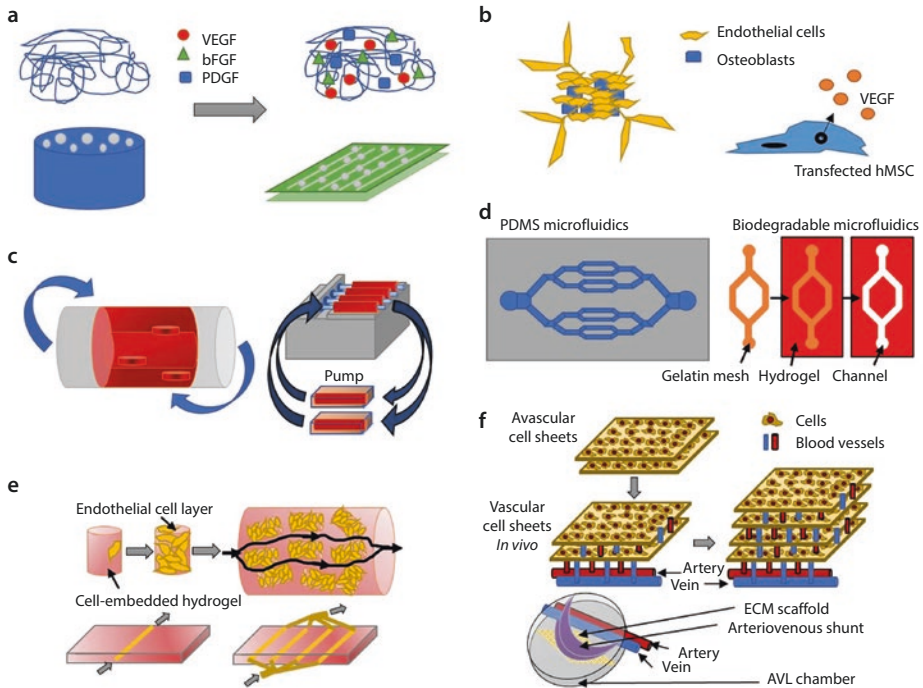 a
VEGF
bFGF
PDGF
b
Endothelial cells
Osteoblasts
VEGF
Transfected hMSC
c
Pump
d
PDMS microfluidics
Biodegradable microfluidics
Gelatin mesh
Hydrogel
Channel
e
Endothelial cell layer
Cell-embedded hydrogel
f
Avascular
cell sheets
Cells
Blood vessels
Vascular
cell sheets
In vivo
Artery
Vein
ECM scaffold
Arteriovenous shunt
Artery
Vein
AVL chamber